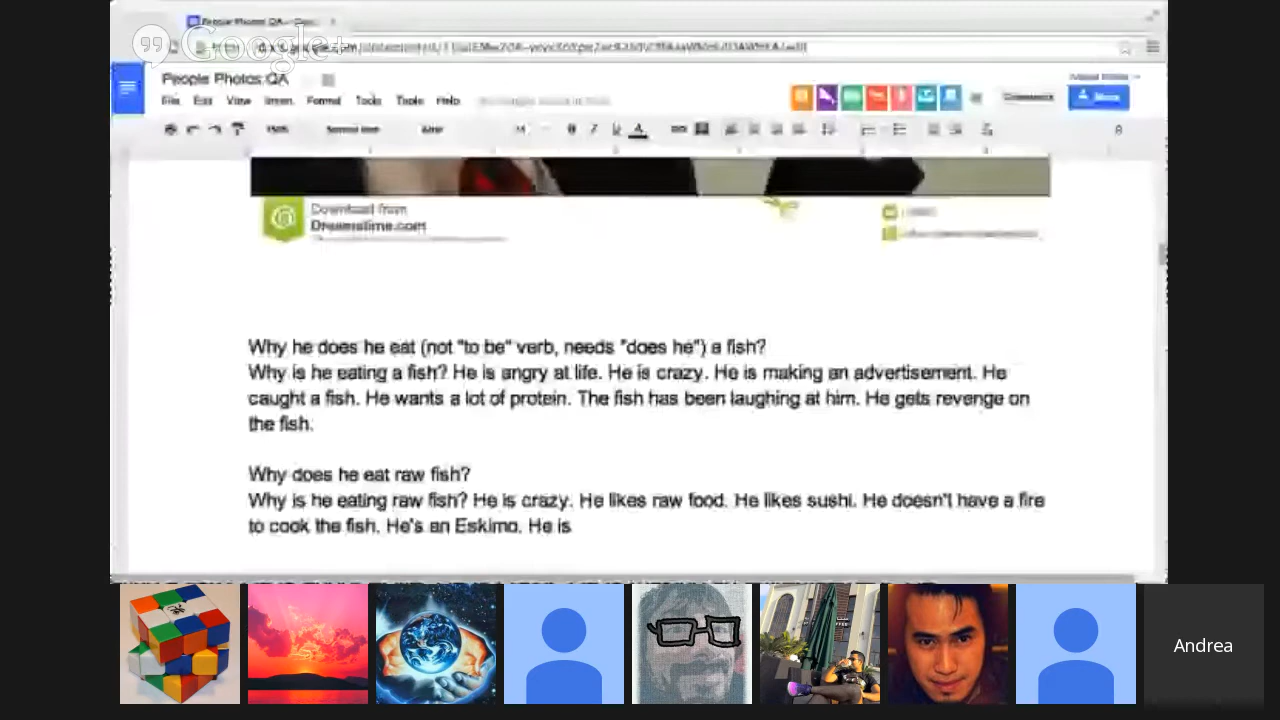 Google+
People Photos QA
File Edit View Insert Format Tools Table Help
Comments Share
Download from
Dreamstime.com
Why he does he eat (not "to be" verb, needs "does he") a fish?
Why is he eating a fish? He is angry at life. He is crazy. He is making an advertisement. He
caught a fish. He wants a lot of protein. The fish has been laughing at him. He gets revenge on
the fish.
Why does he eat raw fish?
Why is he eating raw fish? He is crazy. He likes raw food. He likes sushi. He doesn't have a fire
to cook the fish. He's an Eskimo. He is
Andrea